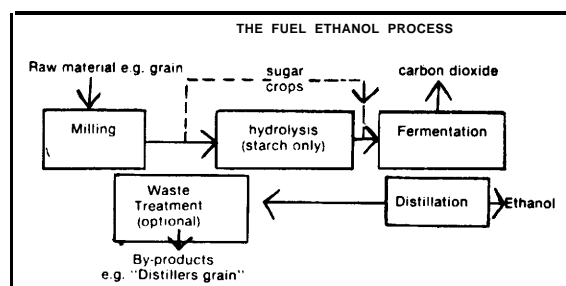 THE FUEL ETHANOL PROCESS
Raw material e.g. grain
sugar
crops
carbon dioxide
Milling
hydrolysis
(starch only)
Fermentation
Waste
Treatment
(optional)
Distillation
Ethanol
By-products
e.g. "Distillers grain"